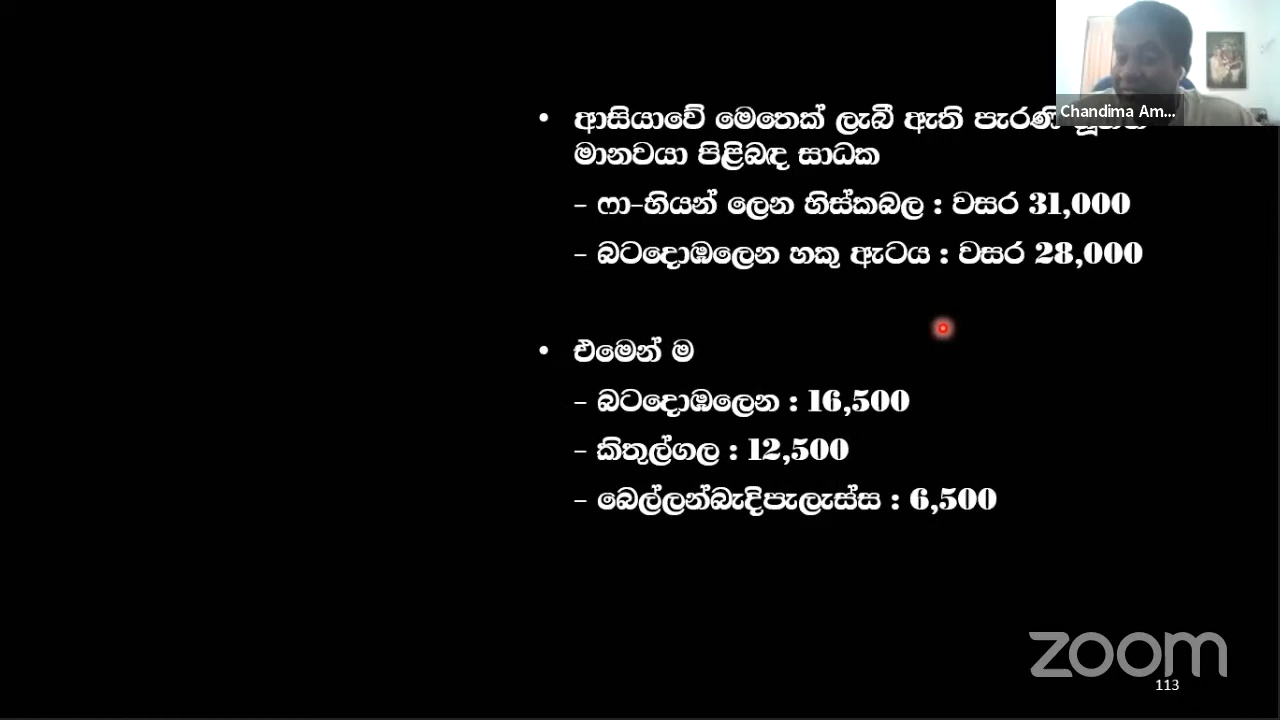 • ආසියාවේ මෙතෙක් ලැබී ඇති පැරණි
මානවයා පිළිබඳ සාධක
– ෆා-හියන් ලෙන හිස්කබල : වසර 31,000
– බටදොඹලෙන හකු ඇටය : වසර 28,000
• එමෙන් ම
– බටදොඹලෙන : 16,500
– කිතුල්ගල : 12,500
– බෙල්ලන්බැඳිපැලැස්ස : 6,500
Chandima Am...
zoom
113